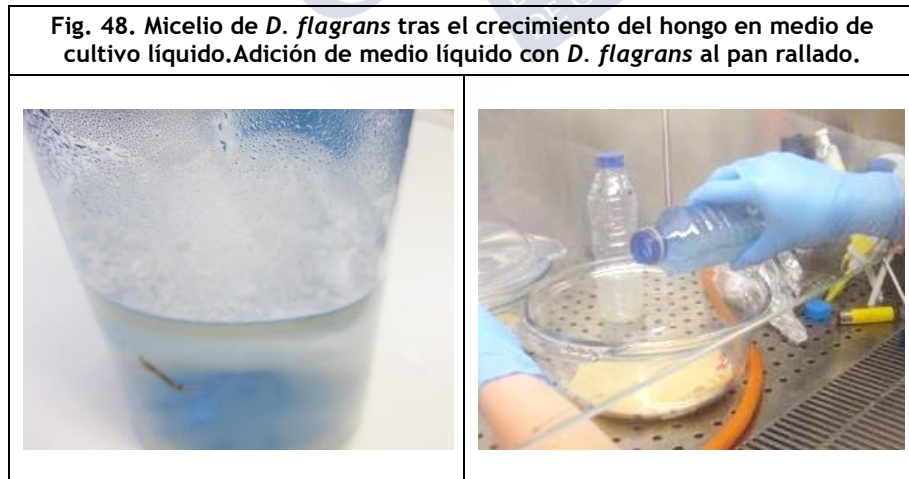 Fig. 48. Micelio de D. flagrans tras el crecimiento del hongo en medio de
cultivo líquido.Adición de medio líquido con D. flagrans al pan rallado.